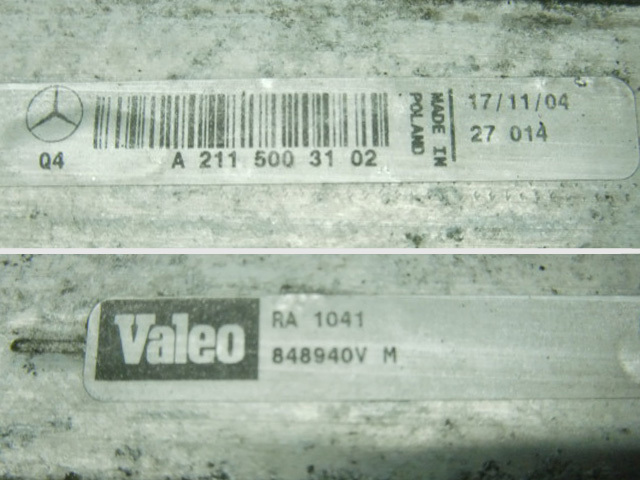 17/11/04
27 014
MADE IN
POLAND
Q4 A 211 500 31 02
Valeo
RA 1041
848940V M